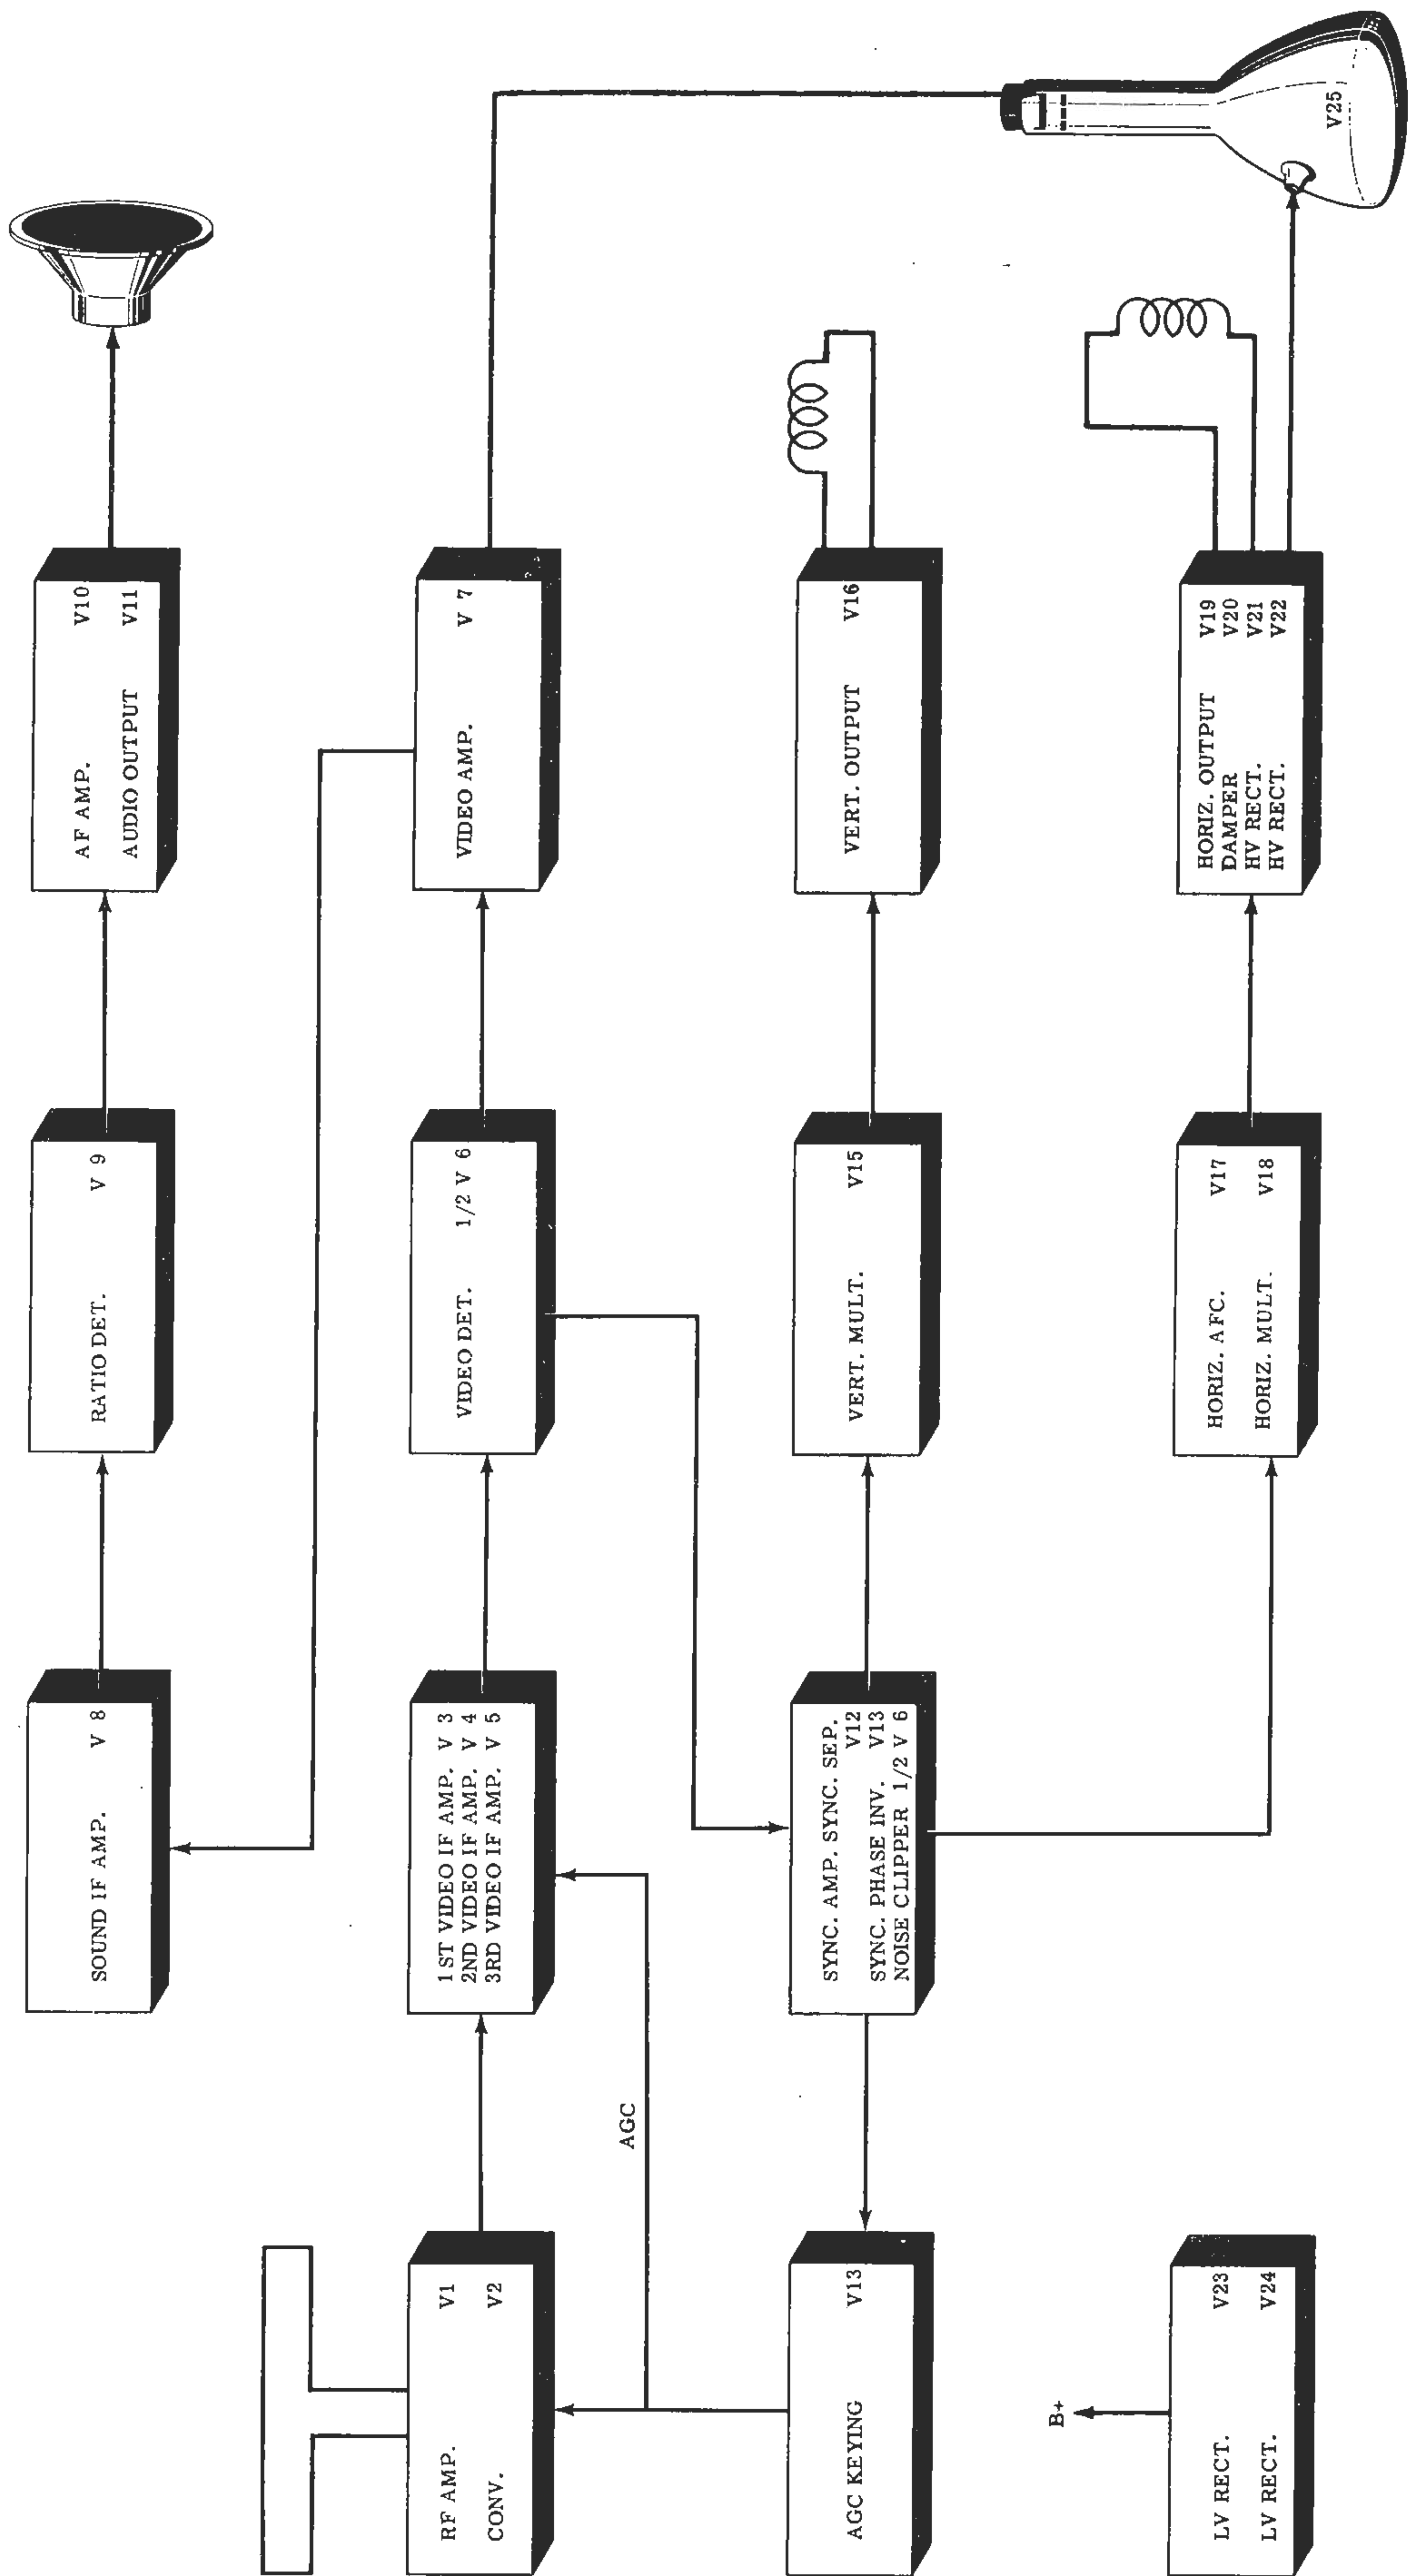 SOUND IF AMP. V 8
RATIO DET. V 9
AF AMP. V10
AUDIO OUTPUT V11
RF AMP. V1
CONV. V2
1ST VIDEO IF AMP. V 3
2ND VIDEO IF AMP. V 4
3RD VIDEO IF AMP. V 5
VIDEO DET. 1/2 V 6
VIDEO AMP. V 7
AGC
AGC KEYING V13
SYNC. AMP. SYNC. SEP.
V12
SYNC. PHASE INV. V13
NOISE CLIPPER 1/2 V 6
VERT. MULT. V15
VERT. OUTPUT V16
B+
LV RECT. V23
LV RECT. V24
HORIZ. AFC. V17
HORIZ. MULT. V18
HORIZ. OUTPUT V19
DAMPER V20
HV RECT. V21
HV RECT. V22
V25